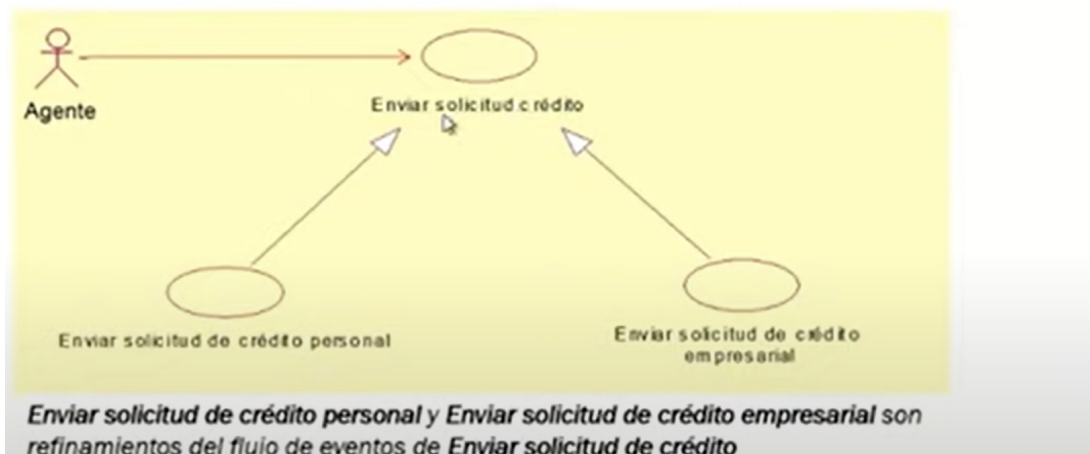 Agente
Enviar solicitud crédito
Enviar solicitud de crédito personal
Enviar solicitud de crédito
empresarial
Enviar solicitud de crédito personal y Enviar solicitud de crédito empresarial son
refinamientos del flujo de eventos de Enviar solicitud de crédito